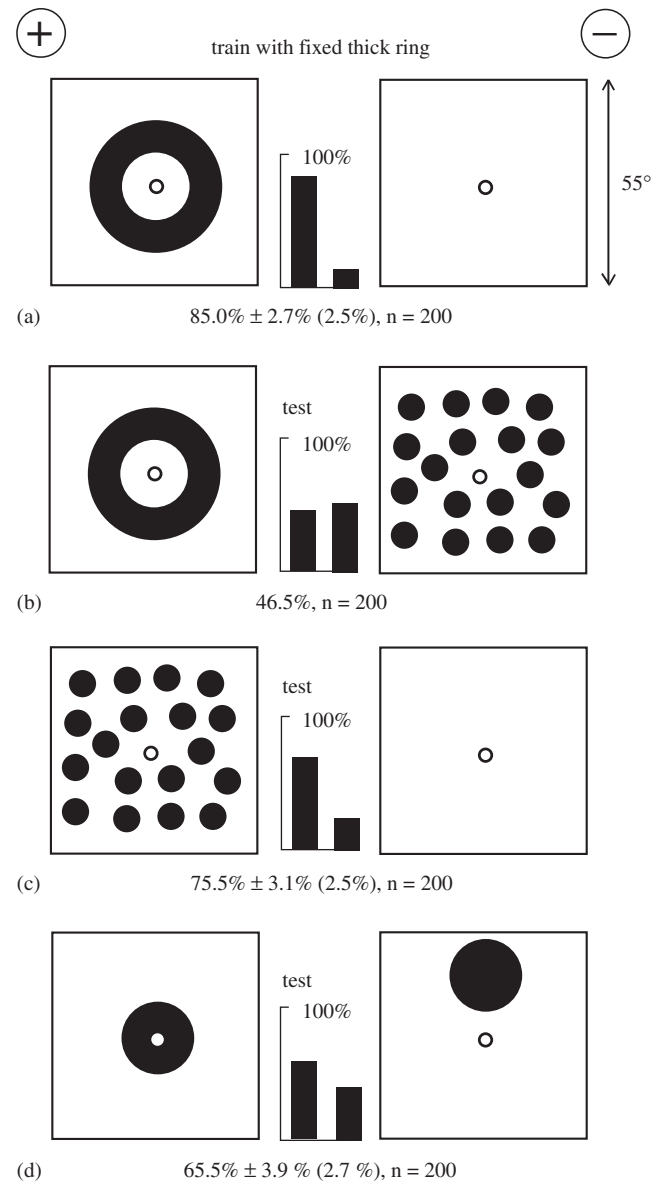 + −
train with fixed thick ring
100%
55°
(a) 85.0% ± 2.7% (2.5%), n = 200
test
100%
(b) 46.5%, n = 200
test
100%
(c) 75.5% ± 3.1% (2.5%), n = 200
test
100%
(d) 65.5% ± 3.9 % (2.7 %), n = 200